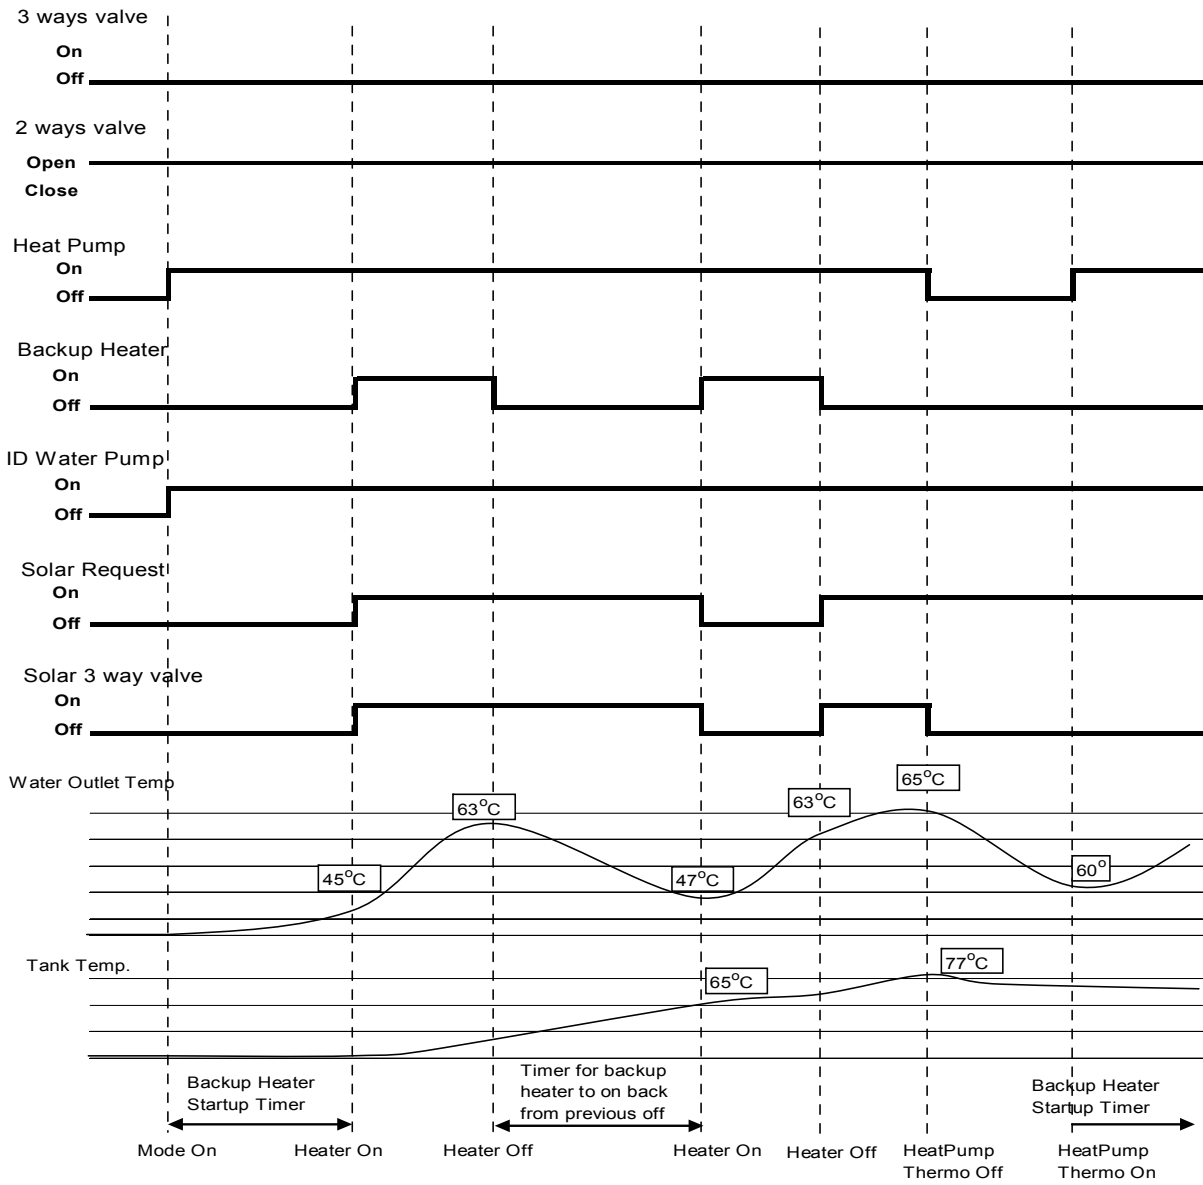 3 ways valve
On
Off
2 ways valve
Open
Close
Heat Pump
On
Off
Backup Heater
On
Off
ID Water Pump
On
Off
Solar Request
On
Off
Solar 3 way valve
On
Off
Water Outlet Temp
45°C
63°C
47°C
63°C
65°C
60°
Tank Temp.
65°C
77°C
Backup Heater
Startup Timer
Timer for backup
heater to on back
from previous off
Backup Heater
Startup Timer
Mode On
Heater On
Heater Off
Heater On
Heater Off
HeatPump
Thermo Off
HeatPump
Thermo On